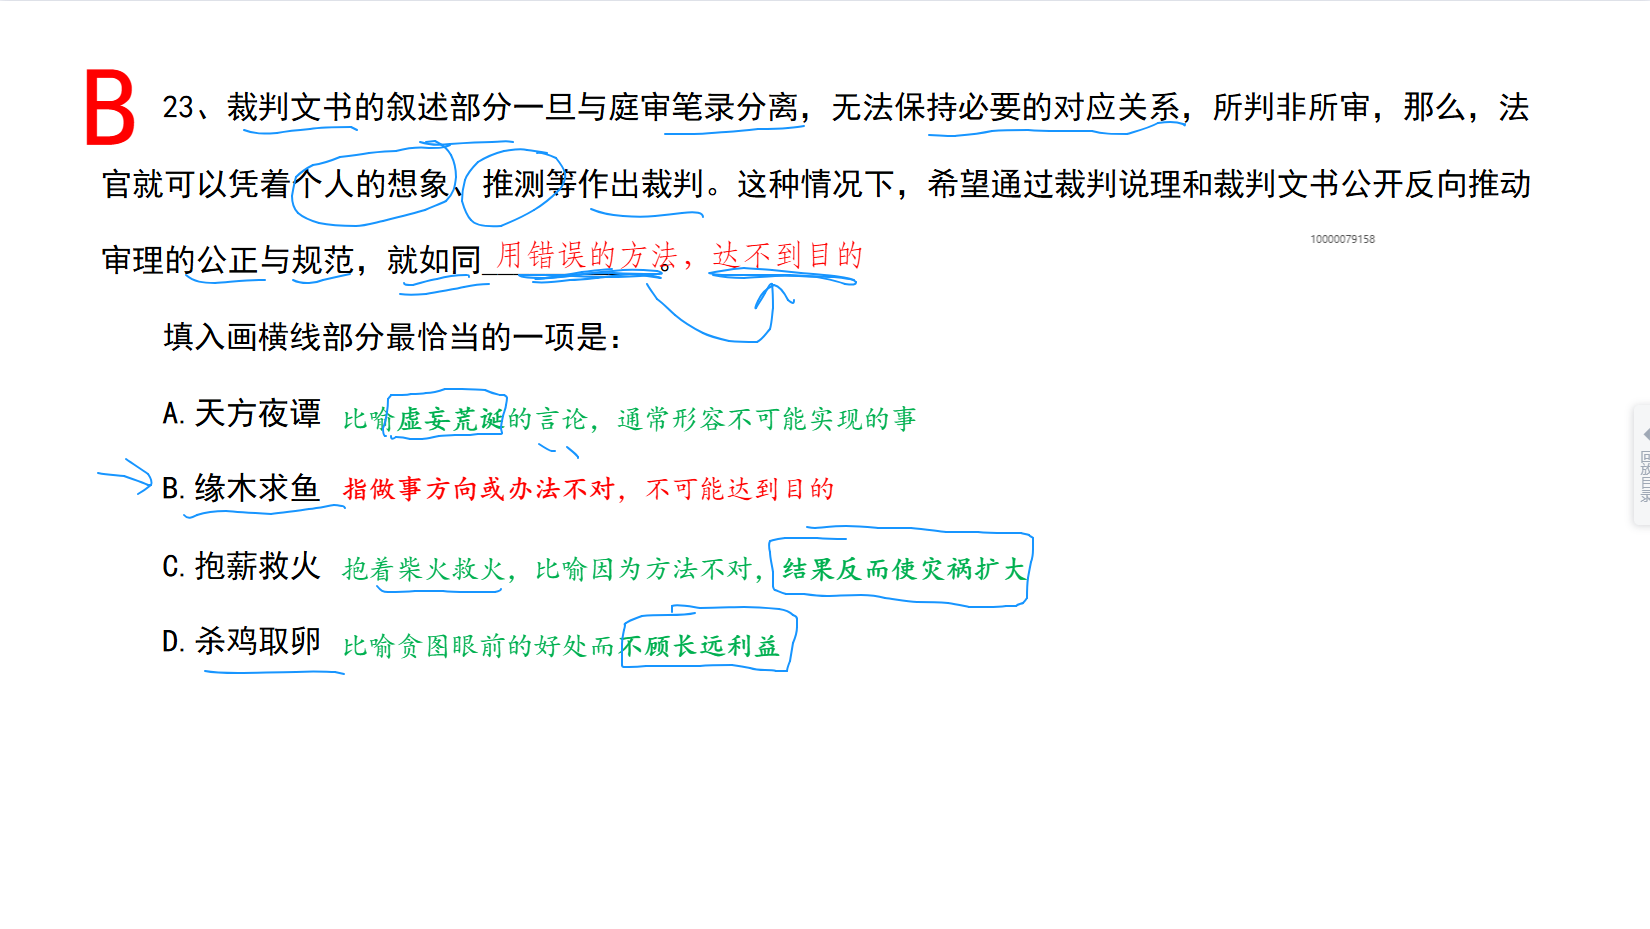 B
23、裁判文书的叙述部分一旦与庭审笔录分离，无法保持必要的对应关系，所判非所审，那么，法
官就可以凭着个人的想象、推测等作出裁判。这种情况下，希望通过裁判说理和裁判文书公开反向推动
10000079158
审理的公正与规范，就如同__________。
用错误的方法，达不到目的
填入画横线部分最恰当的一项是：
A. 天方夜谭 比喻虚妄荒诞的言论，通常形容不可能实现的事
B. 缘木求鱼 指做事方向或办法不对，不可能达到目的
C. 抱薪救火 抱着柴火救火，比喻因为方法不对，结果反而使灾祸扩大
D. 杀鸡取卵 比喻贪图眼前的好处而不顾长远利益
回放目录